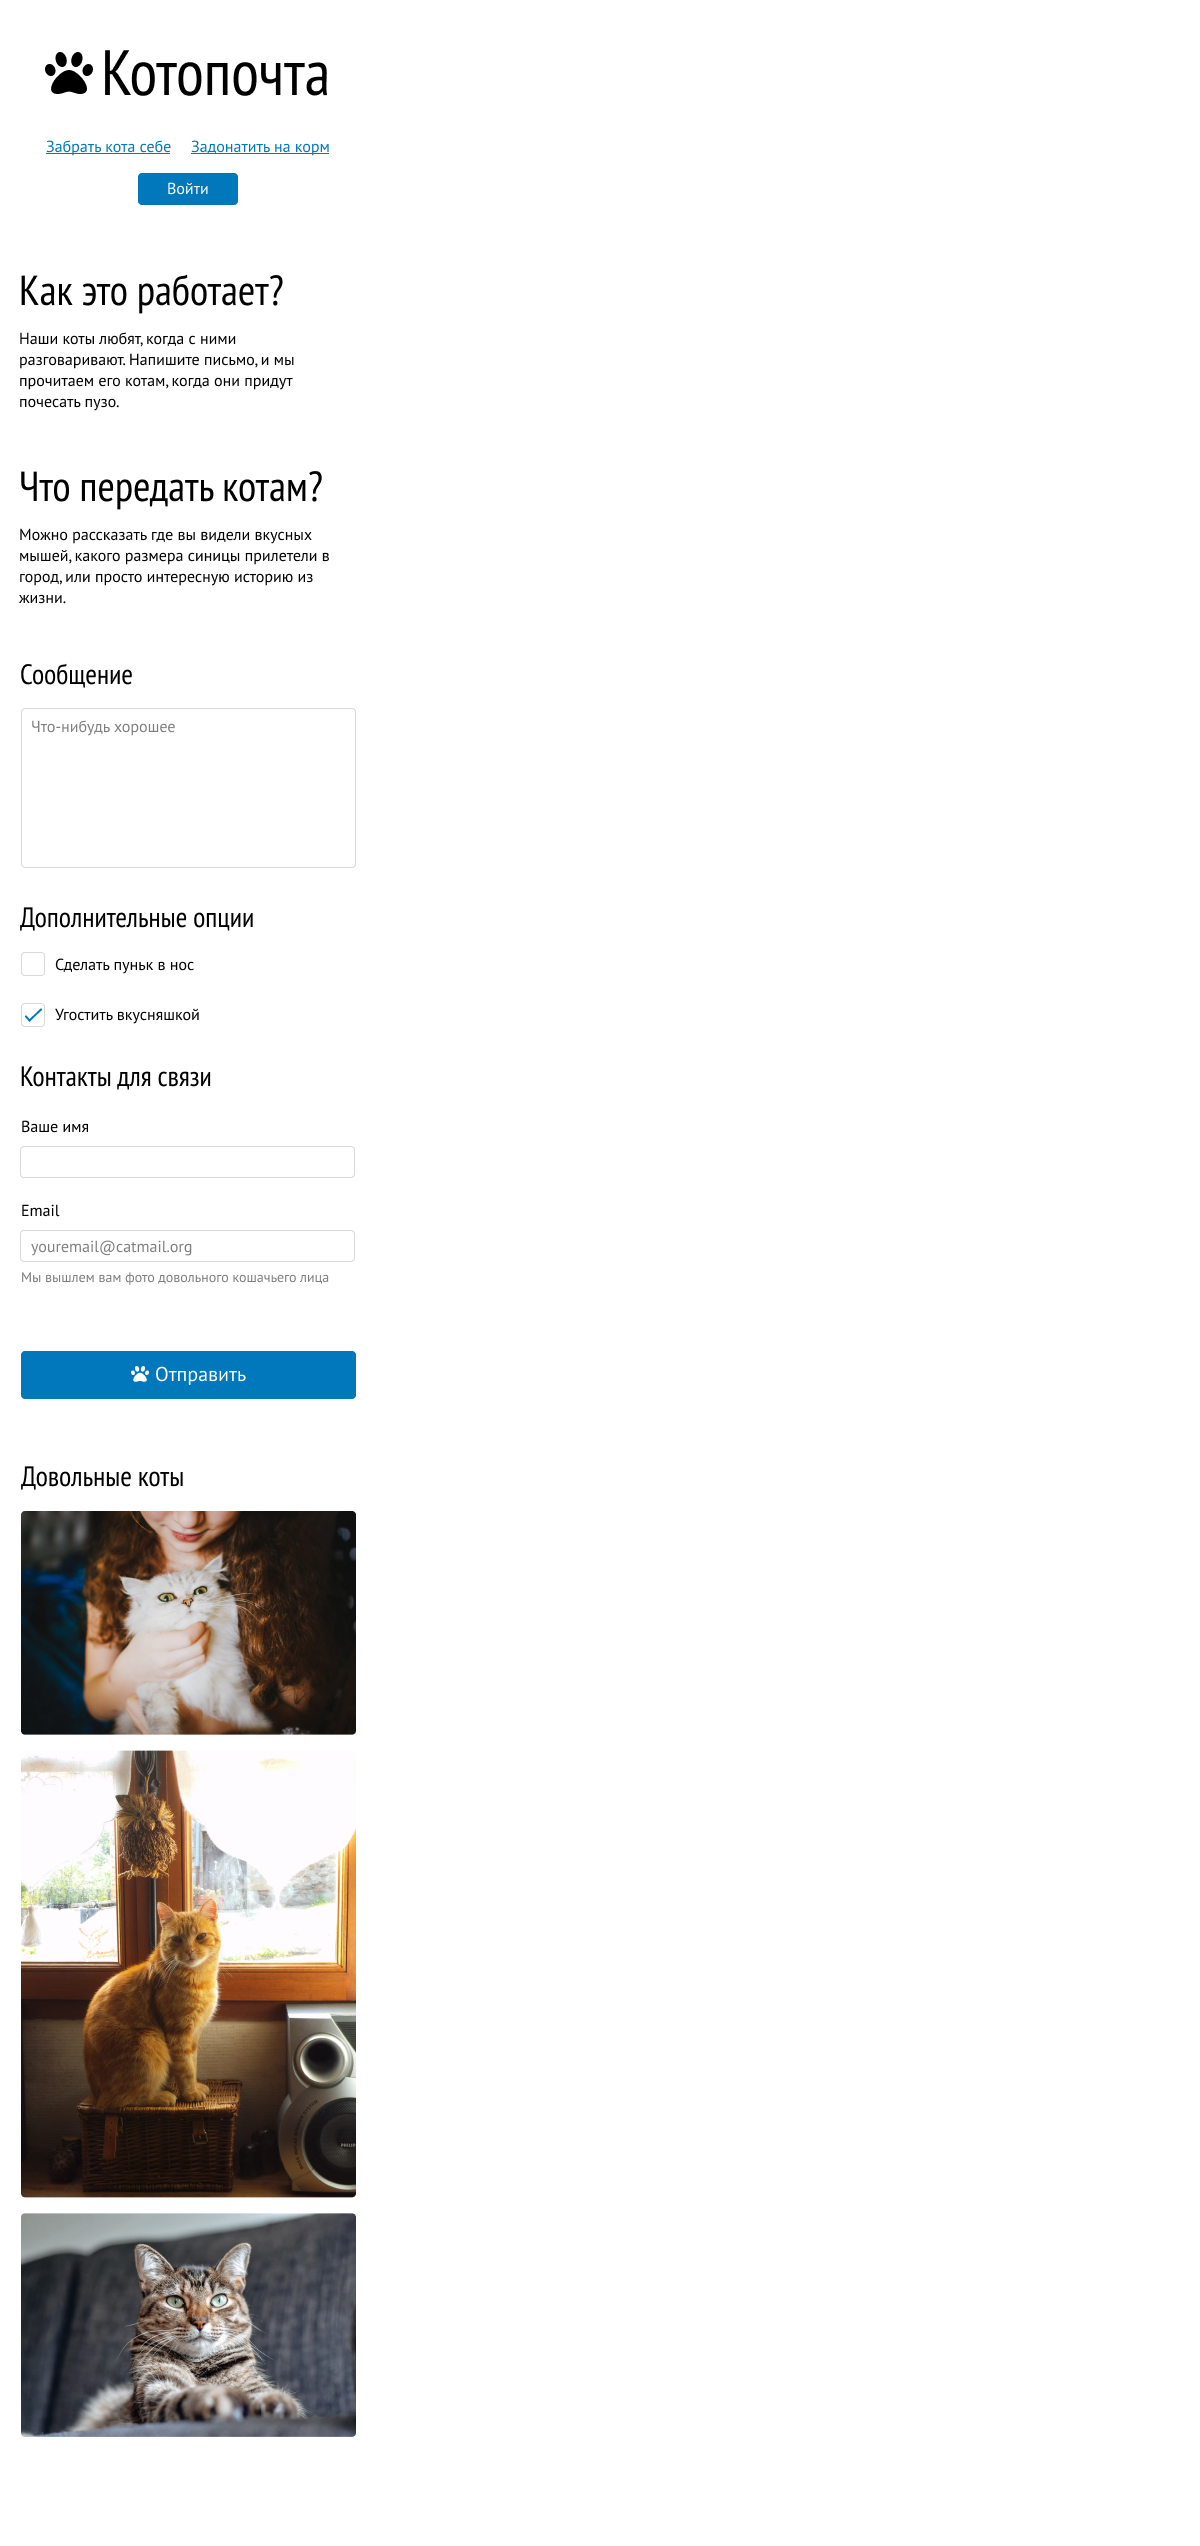 Котопочта
Забрать кота себе Задонатить на корм
Войти
Как это работает?
Наши коты любят, когда с ними
разговаривают. Напишите письмо, и мы
прочитаем его котам, когда они придут
почесать пузо.
Что передать котам?
Можно рассказать где вы видели вкусных
мышей, какого размера синицы прилетели в
город, или просто интересную историю из
жизни.
Сообщение
Что-нибудь хорошее
Дополнительные опции
Сделать пуньк в нос
Угостить вкусняшкой
Контакты для связи
Ваше имя
Email
youremail@catmail.org
Мы вышлем вам фото довольного кошачьего лица
Отправить
Довольные коты